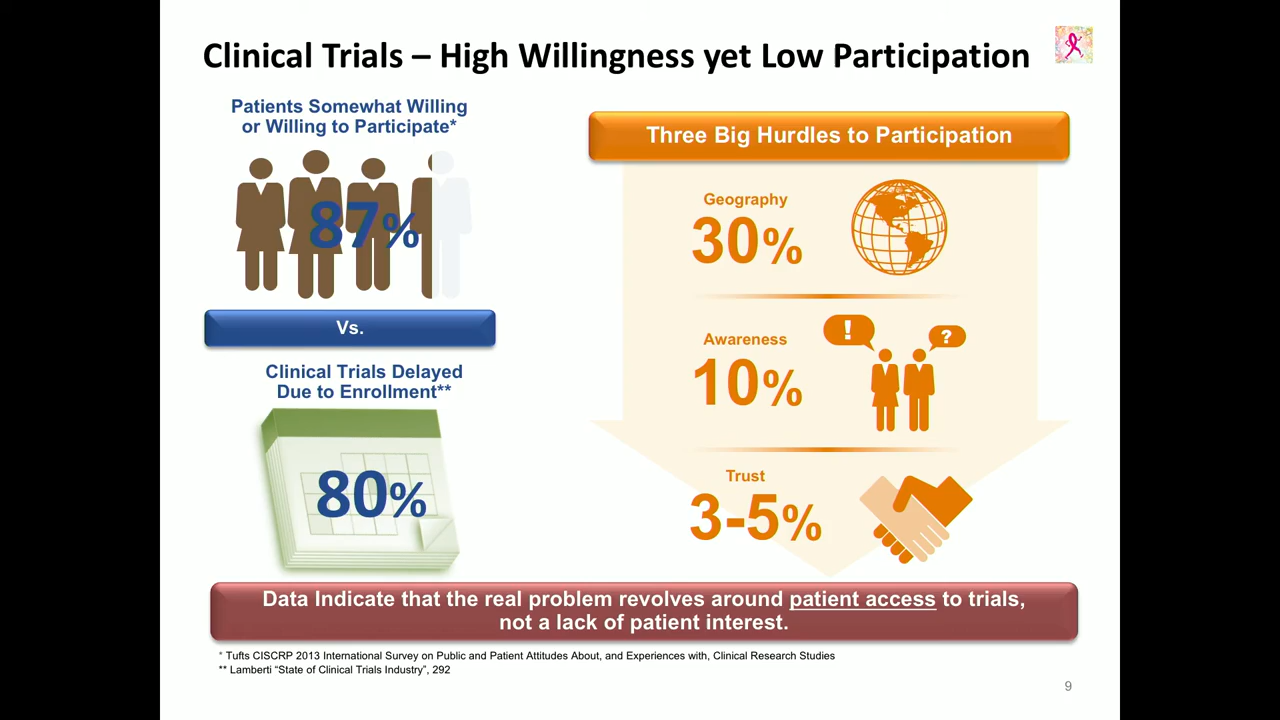 Clinical Trials – High Willingness yet Low Participation
Patients Somewhat Willing
or Willing to Participate*
87%
Vs.
Clinical Trials Delayed
Due to Enrollment**
80%
Three Big Hurdles to Participation
Geography
30%
Awareness
! ?
10%
Trust
3-5%
Data Indicate that the real problem revolves around patient access to trials,
not a lack of patient interest.
* Tufts CISCRP 2013 International Survey on Public and Patient Attitudes About, and Experiences with, Clinical Research Studies
** Lamberti “State of Clinical Trials Industry”, 292
9